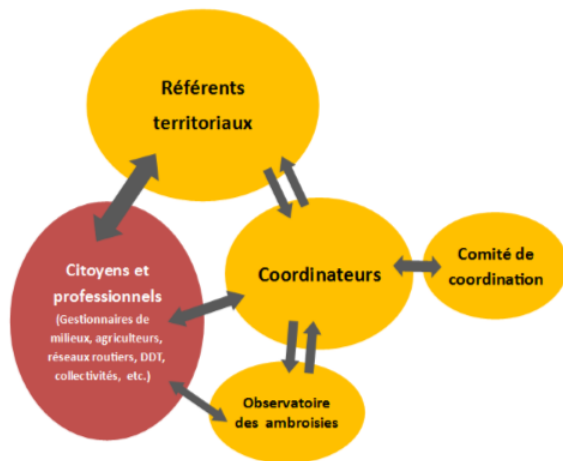 Référents
territoriaux
Citoyens et
professionnels
(Gestionnaires de
milieux, agriculteurs,
réseaux routiers, DDT,
collectivités, etc.)
Coordinateurs
Comité de
coordination
Observatoire
des ambroisies